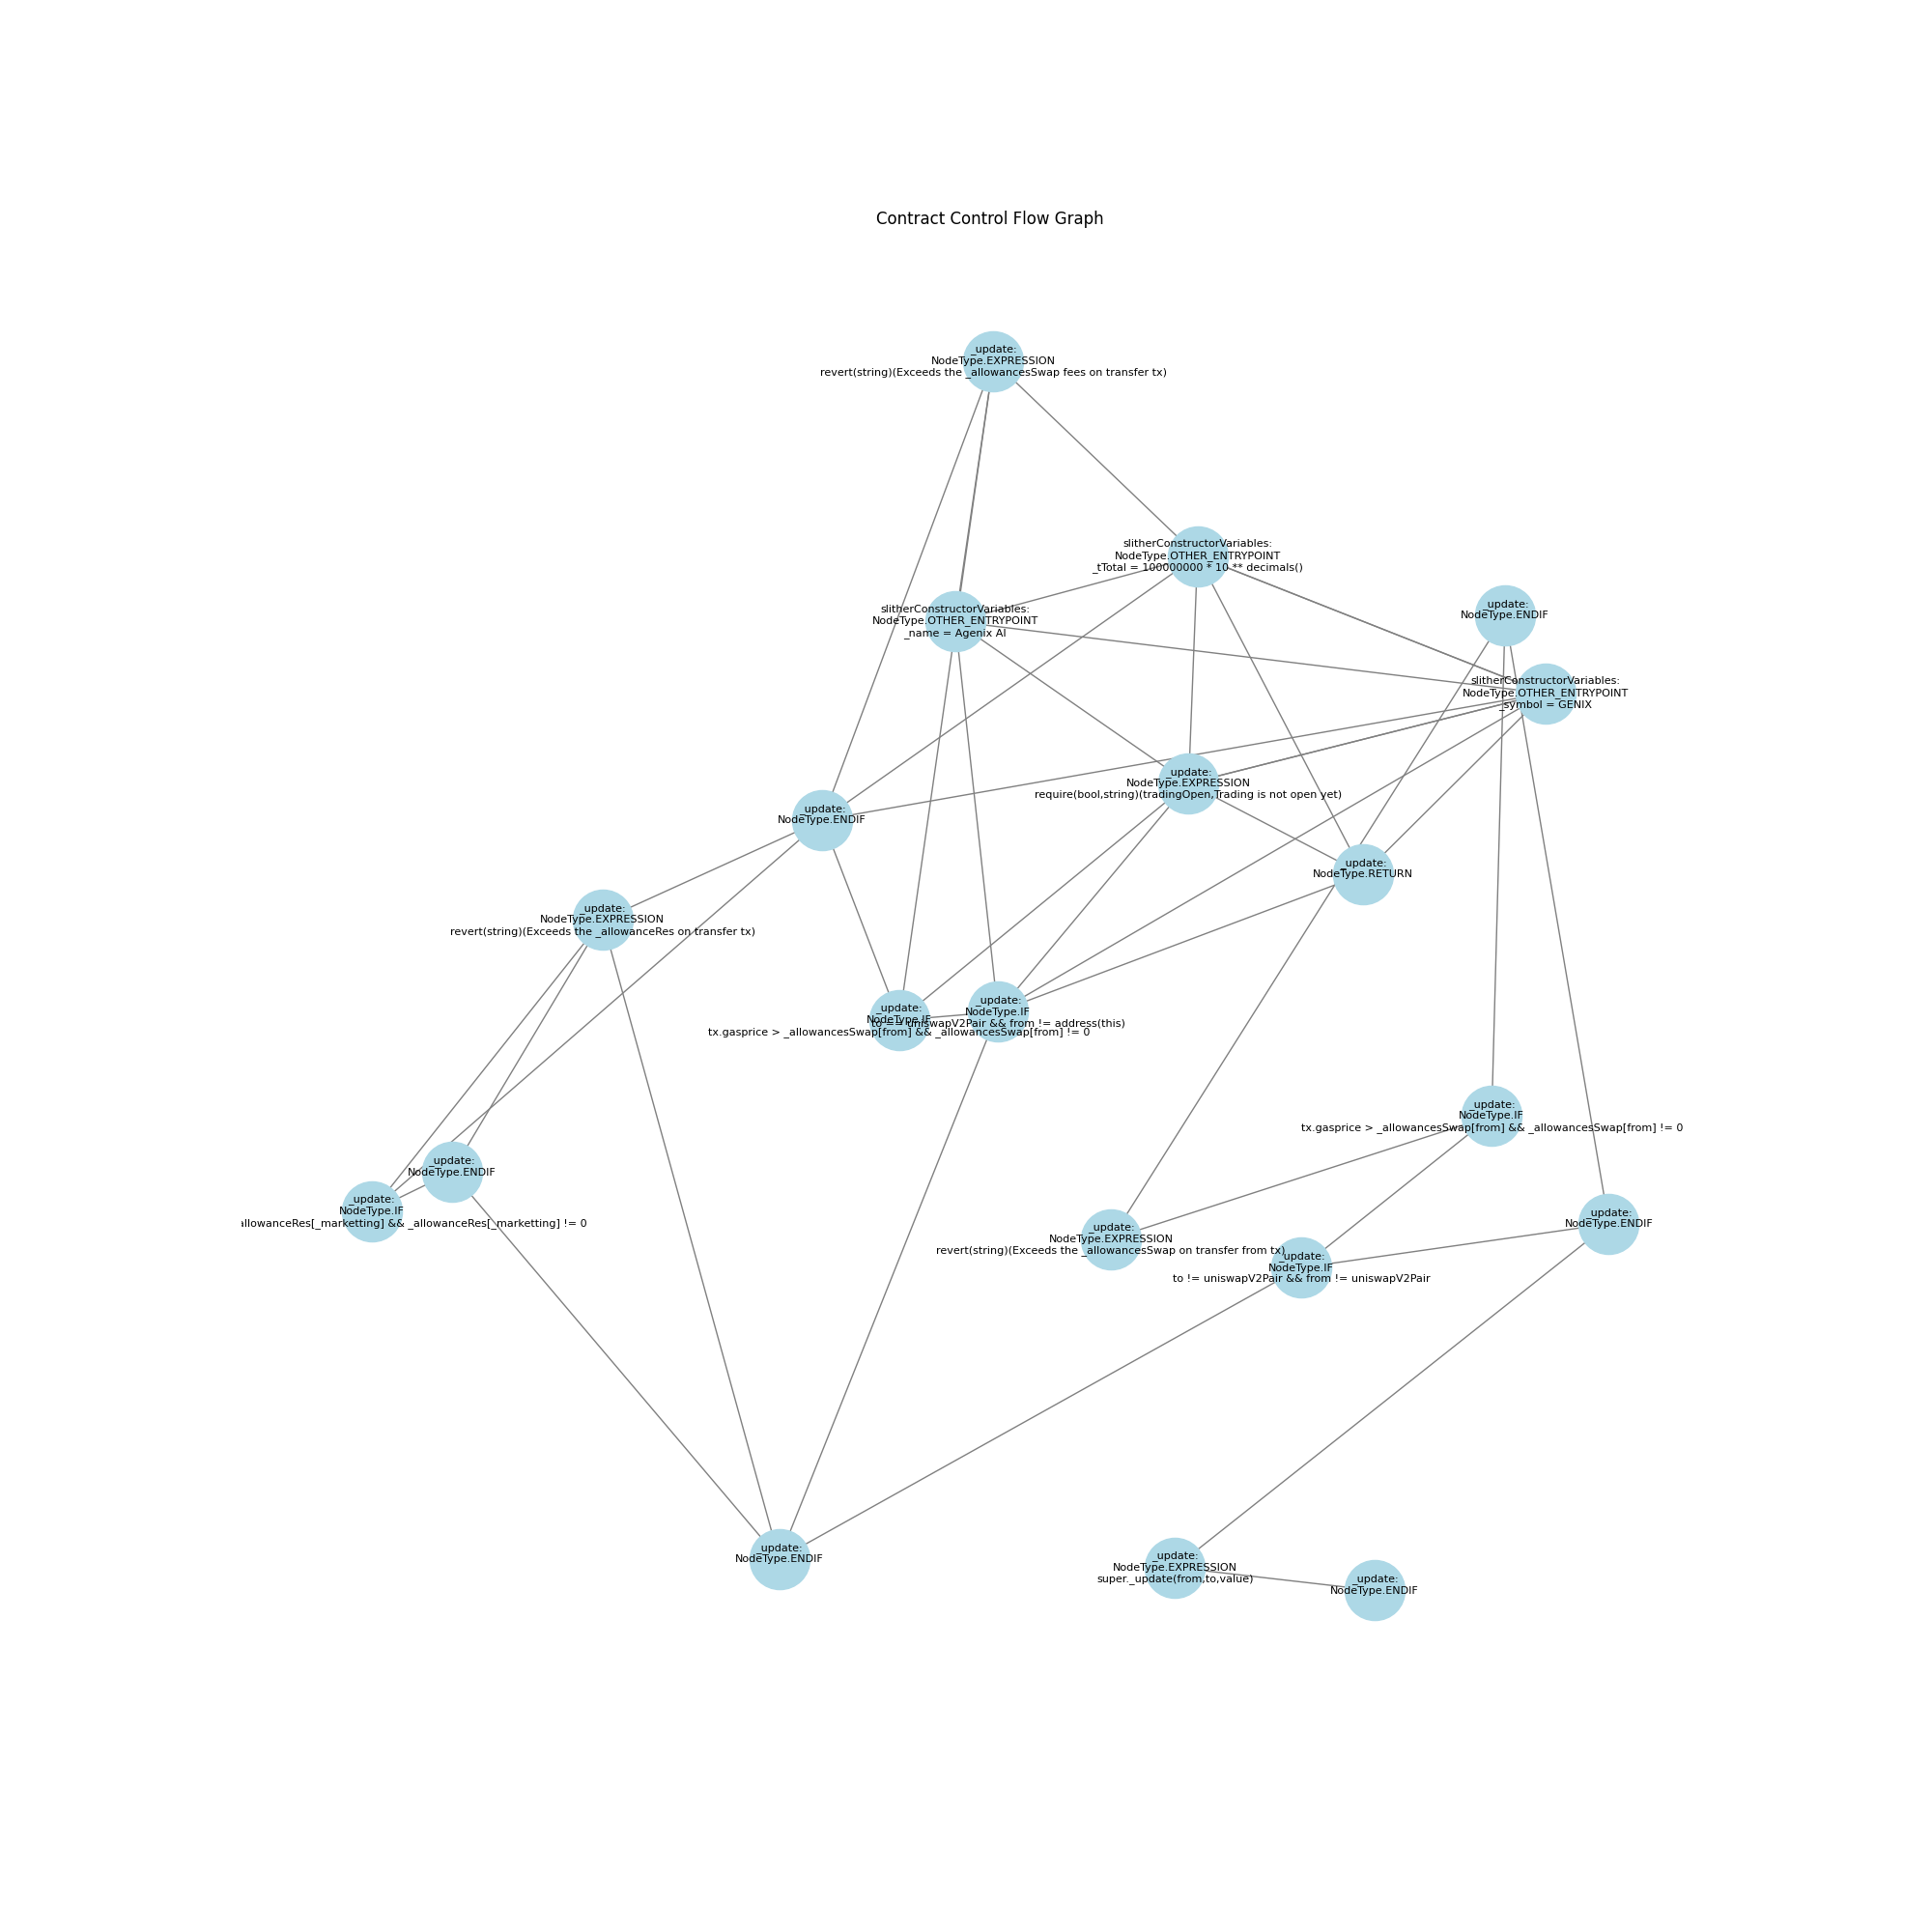 Contract Control Flow Graph
_update:
NodeType.EXPRESSION
revert(string)(Exceeds the _allowancesSwap fees on transfer tx)
slitherConstructorVariables:
NodeType.OTHER_ENTRYPOINT
_tTotal = 100000000 * 10 ** decimals()
slitherConstructorVariables:
NodeType.OTHER_ENTRYPOINT
_name = Agenix AI
_update:
NodeType.ENDIF
slitherConstructorVariables:
NodeType.OTHER_ENTRYPOINT
_symbol = GENIX
_update:
NodeType.EXPRESSION
require(bool,string)(tradingOpen,Trading is not open yet)
_update:
NodeType.ENDIF
_update:
NodeType.RETURN
_update:
NodeType.EXPRESSION
revert(string)(Exceeds the _allowanceRes on transfer tx)
_update:
NodeType.IF
tx.gasprice > _allowancesSwap[from] && _allowancesSwap[from] != 0
_update:
NodeType.IF
to == uniswapV2Pair && from != address(this)
_update:
NodeType.IF
tx.gasprice > _allowancesSwap[from] && _allowancesSwap[from] != 0
_update:
NodeType.ENDIF
_update:
NodeType.IF
allowanceRes[_marketting] && _allowanceRes[_marketting] != 0
_update:
NodeType.ENDIF
_update:
NodeType.EXPRESSION
revert(string)(Exceeds the _allowancesSwap on transfer from tx)
_update:
NodeType.IF
to != uniswapV2Pair && from != uniswapV2Pair
_update:
NodeType.ENDIF
_update:
NodeType.EXPRESSION
super._update(from,to,value)
_update:
NodeType.ENDIF